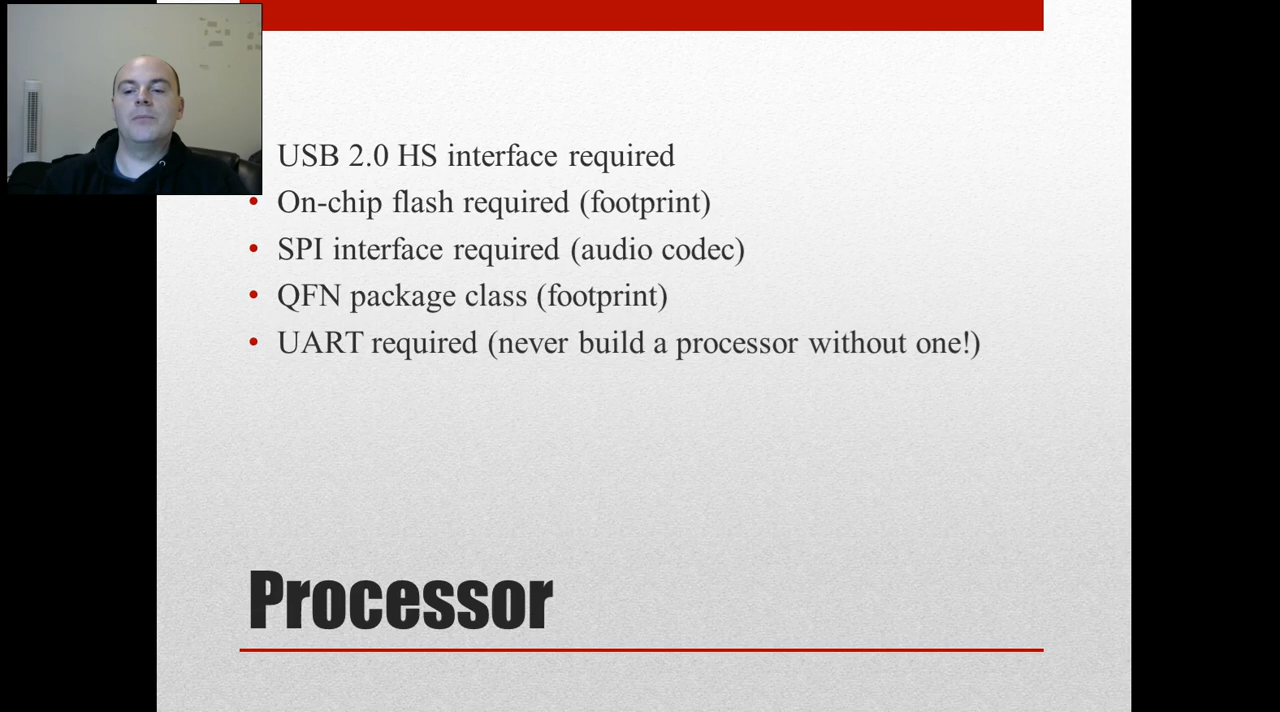 USB 2.0 HS interface required
• On-chip flash required (footprint)
• SPI interface required (audio codec)
• QFN package class (footprint)
• UART required (never build a processor without one!)
Processor